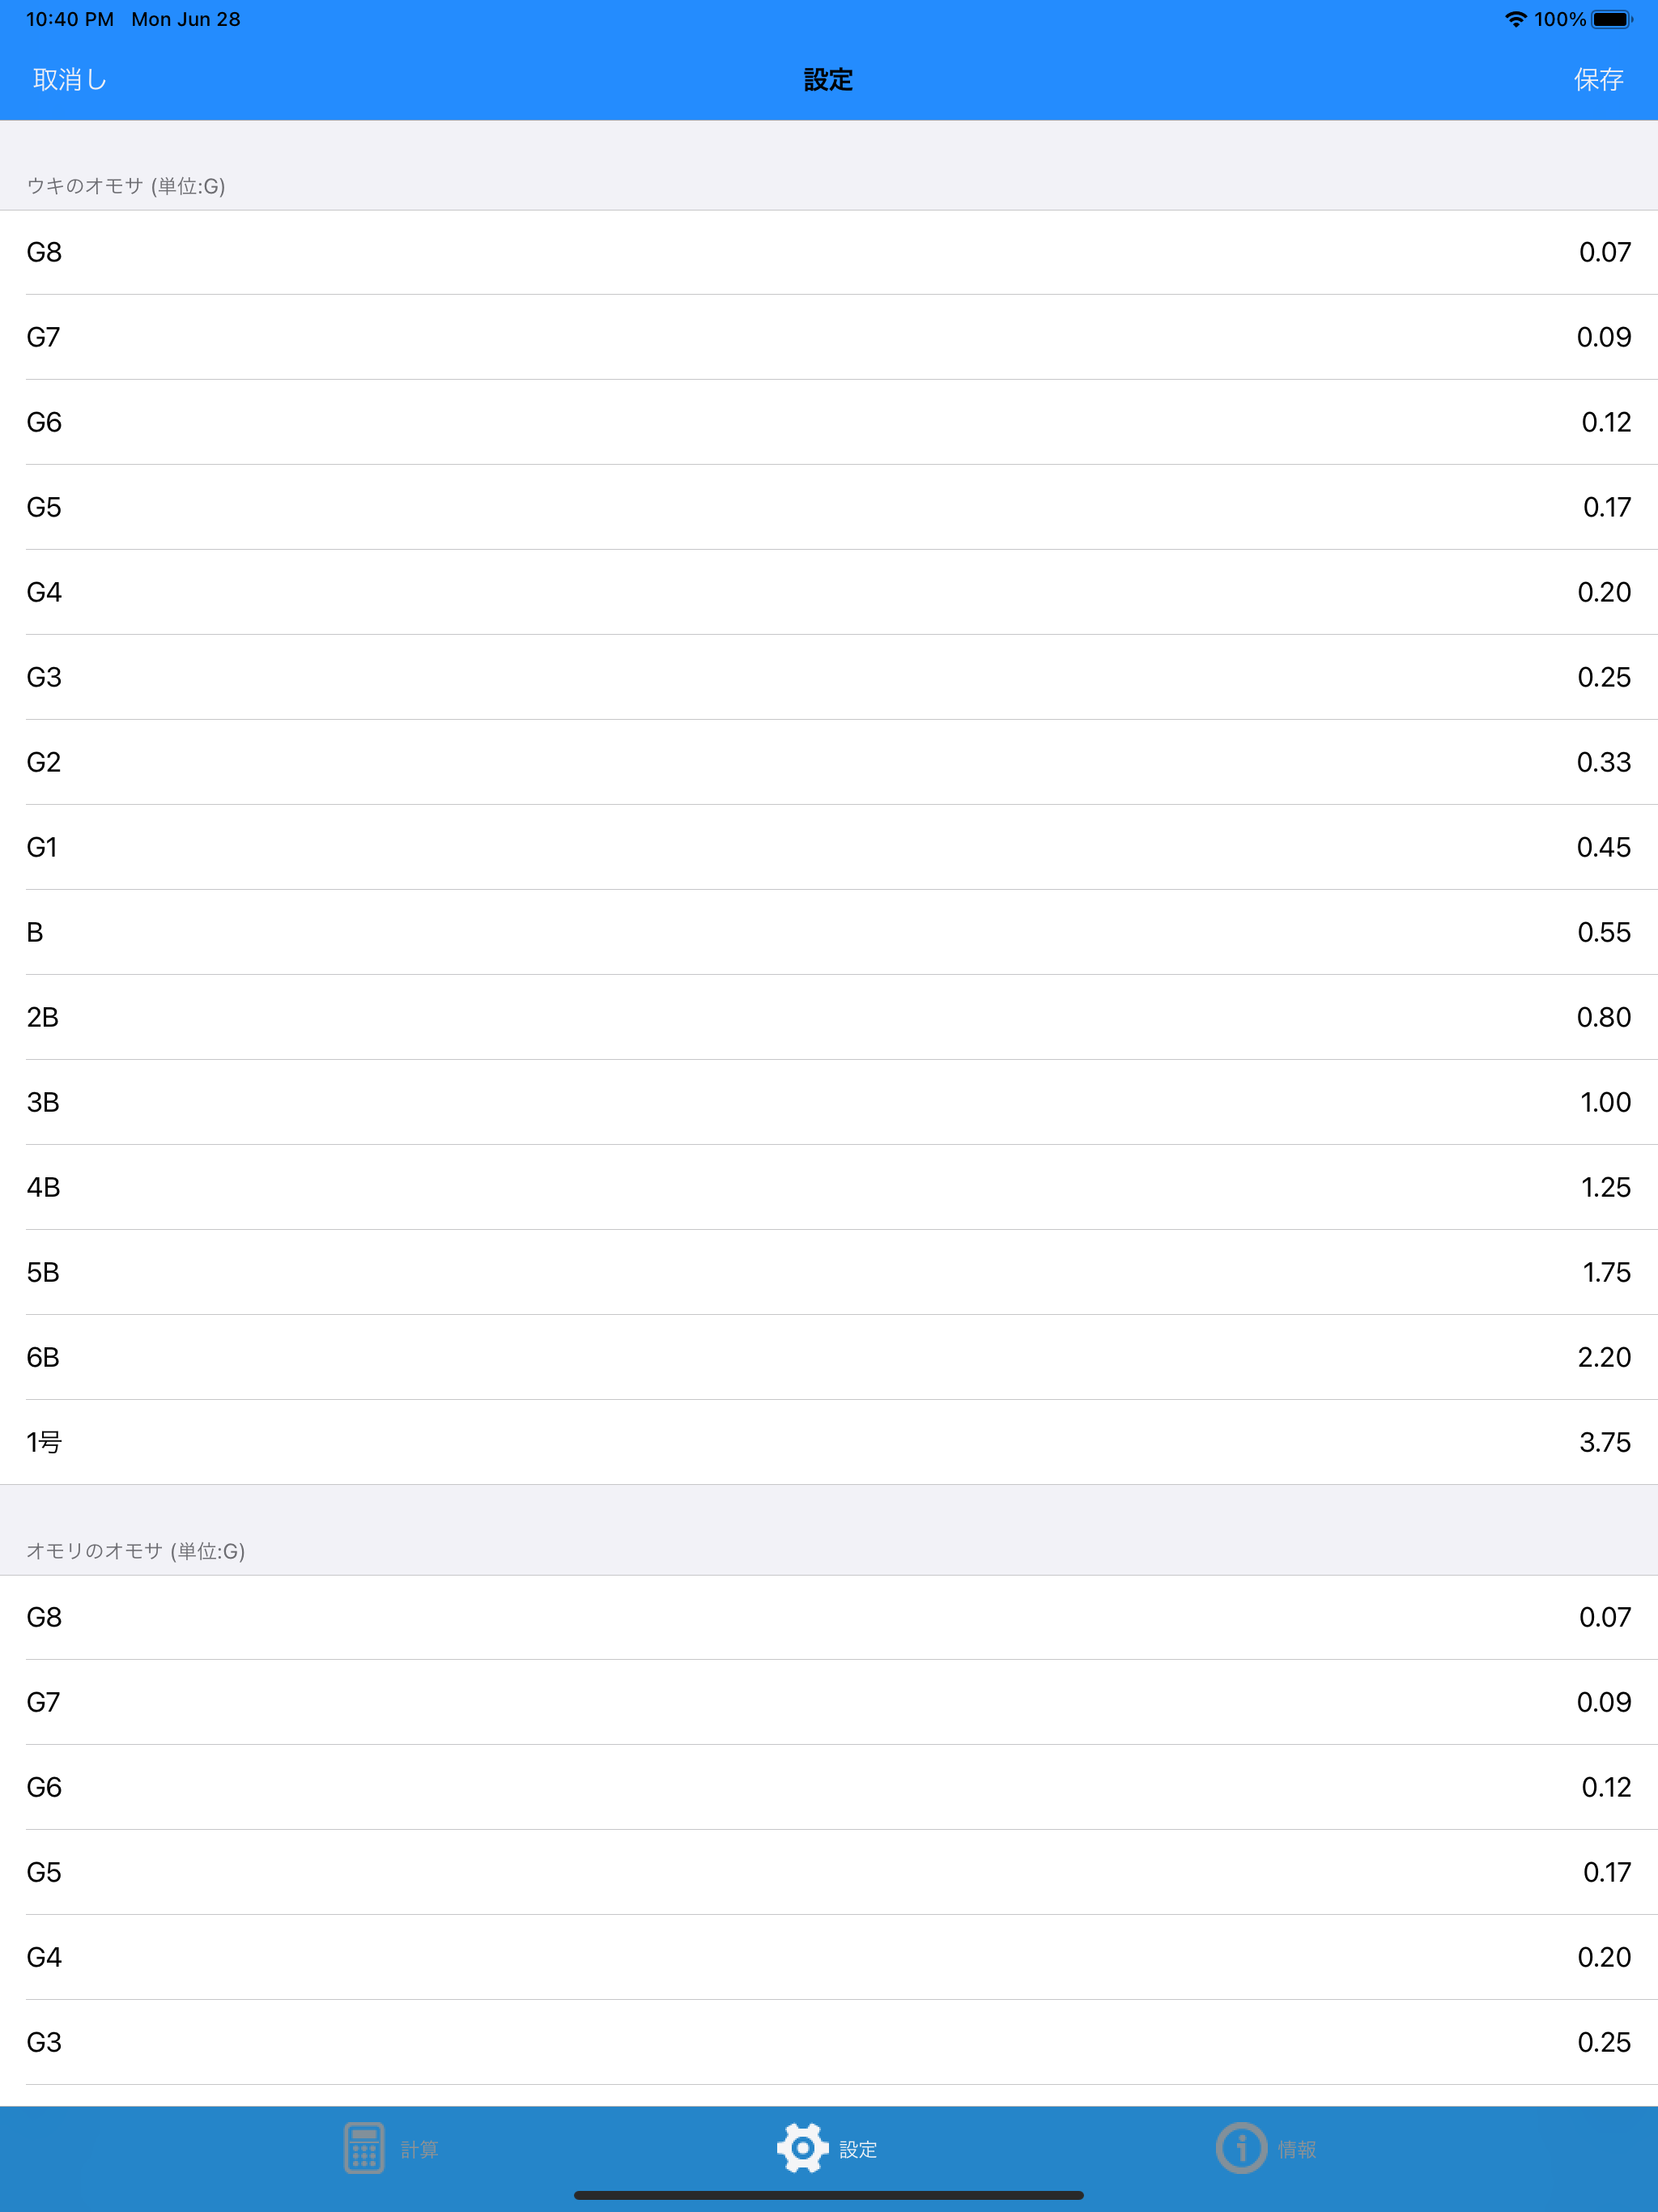 10:40 PM Mon Jun 28 100%
取消し 設定 保存
ウキのオモサ (単位:G)
G8 0.07
G7 0.09
G6 0.12
G5 0.17
G4 0.20
G3 0.25
G2 0.33
G1 0.45
B 0.55
2B 0.80
3B 1.00
4B 1.25
5B 1.75
6B 2.20
1号 3.75
オモリのオモサ (単位:G)
G8 0.07
G7 0.09
G6 0.12
G5 0.17
G4 0.20
G3 0.25
計算 設定 情報